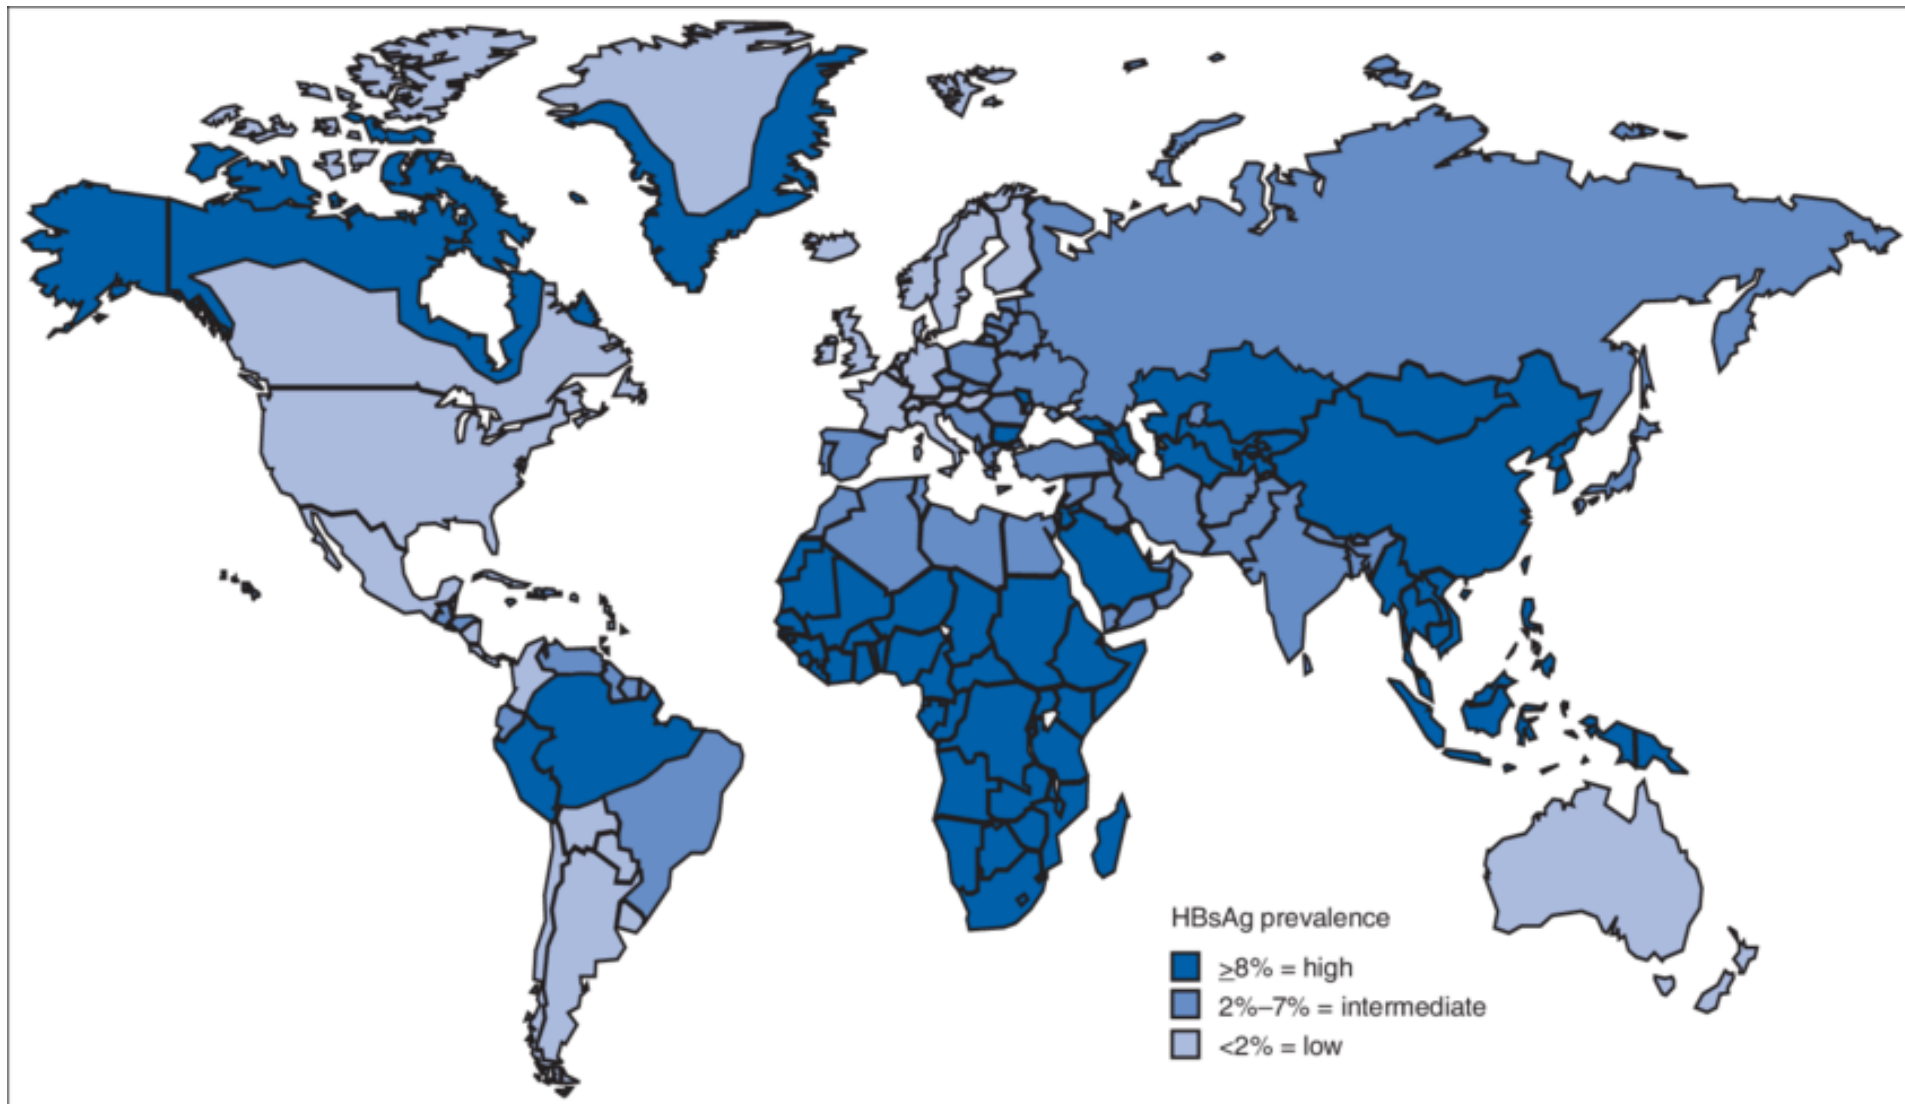 HBsAg prevalence
≥8% = high
2%–7% = intermediate
<2% = low